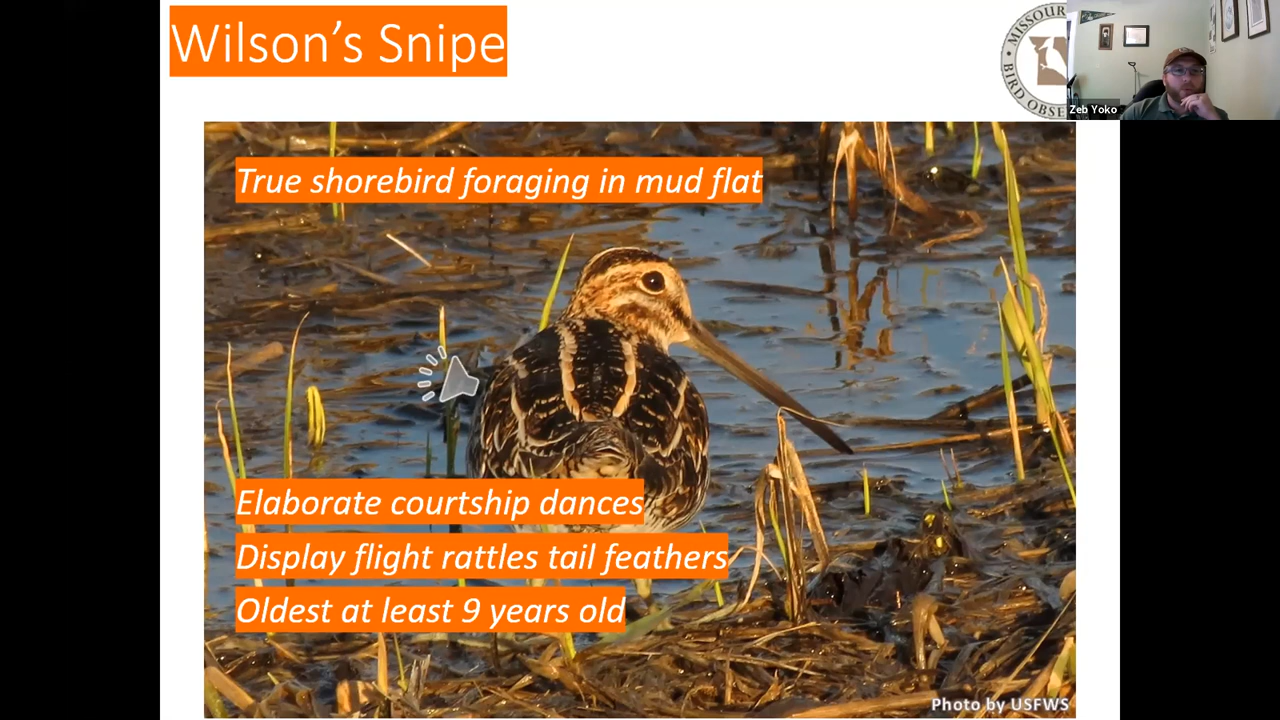 Wilson's Snipe
MISSOUR
BIRD OBSE
Zeb Yoko
True shorebird foraging in mud flat
Elaborate courtship dances
Display flight rattles tail feathers
Oldest at least 9 years old
Photo by USFWS